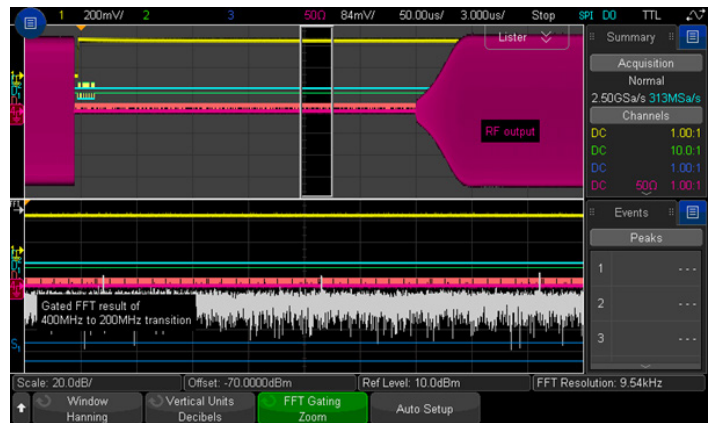 1 200mV/ 2 3 50Ω 84mV/ 50.00us/ 3.000us/ Stop SPI D0 TTL
Lister
Summary
Acquisition
Normal
2.50GSa/s 313MSa/s
Channels
DC 1.00:1
DC 10.0:1
DC 1.00:1
DC 50Ω 1.00:1
RF output
FFT
Events
Peaks
1 ---
2 ---
3 ---
Gated FFT result of
400MHz to 200MHz transition
S₁
Scale: 20.0dB/ Offset: -70.0000dBm Ref Level: 10.0dBm FFT Resolution: 9.54kHz
Window
Hanning
Vertical Units
Decibels
FFT Gating
Zoom
Auto Setup